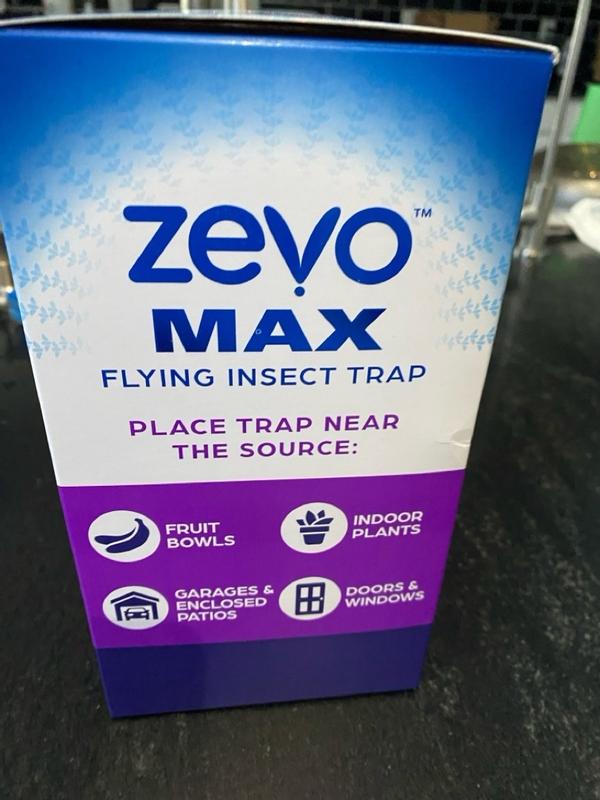 zevo™
MAX
FLYING INSECT TRAP
PLACE TRAP NEAR
THE SOURCE:
FRUIT
BOWLS
INDOOR
PLANTS
GARAGES &
ENCLOSED
PATIOS
DOORS &
WINDOWS